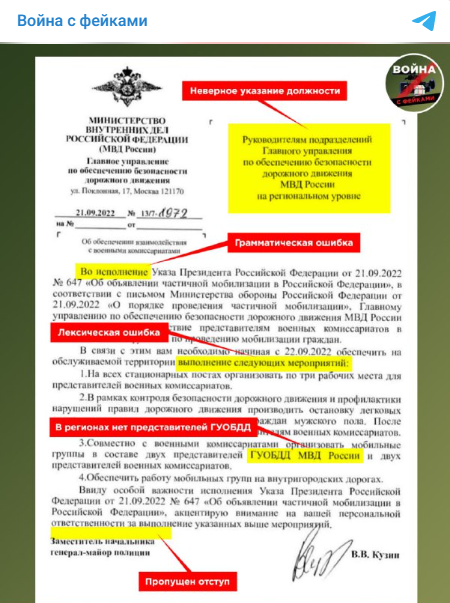 Война с фейками
ВОЙНА
С ФЕЙКАМИ
Неверное указание должности
МИНИСТЕРСТВО
ВНУТРЕННИХ ДЕЛ
РОССИЙСКОЙ ФЕДЕРАЦИИ
(МВД России)
Главное управление
по обеспечению безопасности
дорожного движения
ул. Поклонная, 17, Москва 121170
21.09.2022 № 13/7-1972
на № от
Об обеспечении взаимодействия
с военными комиссариатами
Руководителям подразделений
Главного управления
по обеспечению безопасности
дорожного движения
МВД России
на региональном уровне
Грамматическая ошибка
Во исполнение Указа Президента Российской Федерации от 21.09.2022
№ 647 «Об объявлении частичной мобилизации в Российской Федерации», в
соответствии с письмом Министерства обороны Российской Федерации от
21.09.2022 «О порядке проведения частичной мобилизации», Главному
управлению по обеспечению безопасности дорожного движения МВД России
Лексическая ошибка
ствие представителям военных комиссариатов в
по проведению мобилизации граждан.
В связи с этим вам необходимо начиная с 22.09.2022 обеспечить на
обслуживаемой территории выполнение следующих мероприятий:
1.На всех стационарных постах организовать по три рабочих места для
представителей военных комиссариатов.
2.В рамках контроля безопасности дорожного движения и профилактики
нарушений правил дорожного движения производить остановку легковых
В регионах нет представителей ГУОБДД
граждан мужского пола. После
телям военных комиссариатов.
3.Совместно с военными комиссариатами организовать мобильные
группы в составе двух представителей ГУОБДД МВД России и двух
представителей военных комиссариатов.
4.Обеспечить работу мобильных групп на внутригородских дорогах.
Ввиду особой важности исполнения Указа Президента Российской
Федерации от 21.09.2022 № 647 «Об объявлении частичной мобилизации в
Российской Федерации», акцентирую внимание на вашей персональной
ответственности за выполнение указанных выше мероприятий.
Заместитель начальника
генерал-майор полиции
В.В. Кузин
Пропущен отступ